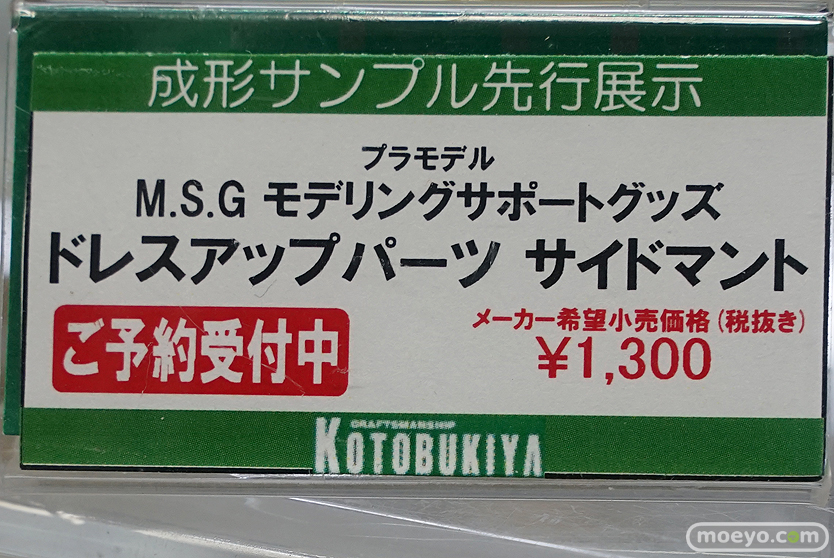 成形サンプル先行展示
プラモデル
M.S.G モデリングサポートグッズ
ドレスアップパーツ サイドマント
ご予約受付中
メーカー希望小売価格(税抜き)
¥1,300
CRAFTSMANSHIP
KOTOBUKIYA
moeyo.com